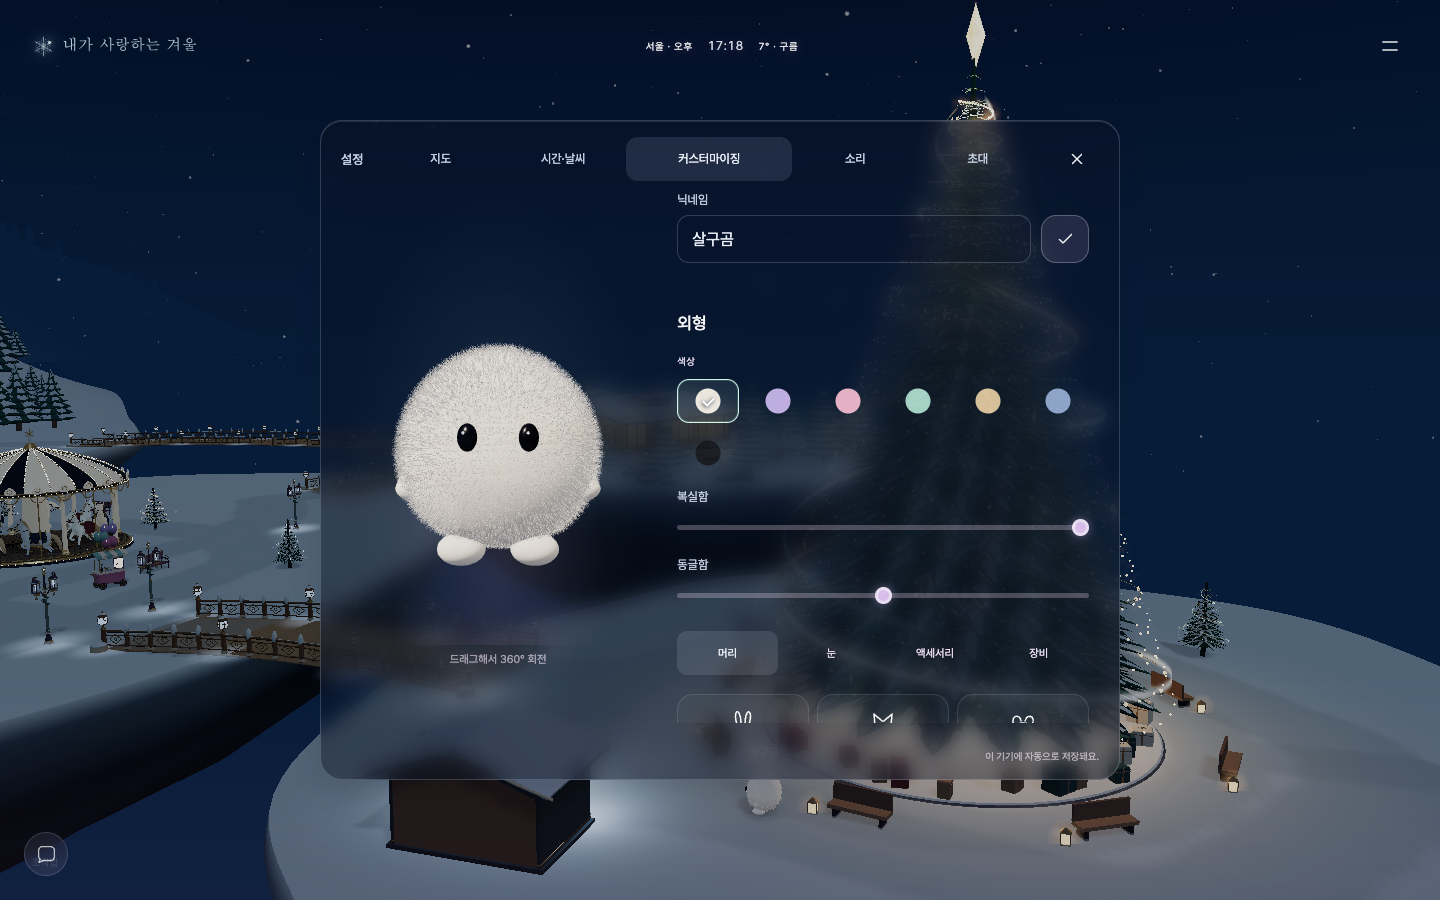 내가 사랑하는 겨울
서울 · 오후 17:18 7° · 구름
설정 지도 시간·날씨 커스터마이징 소리 초대
닉네임
살구곰
외형
색상
복실함
동글함
머리 눈 액세서리 장비
드래그해서 360° 회전
이 기기에 자동으로 저장돼요.